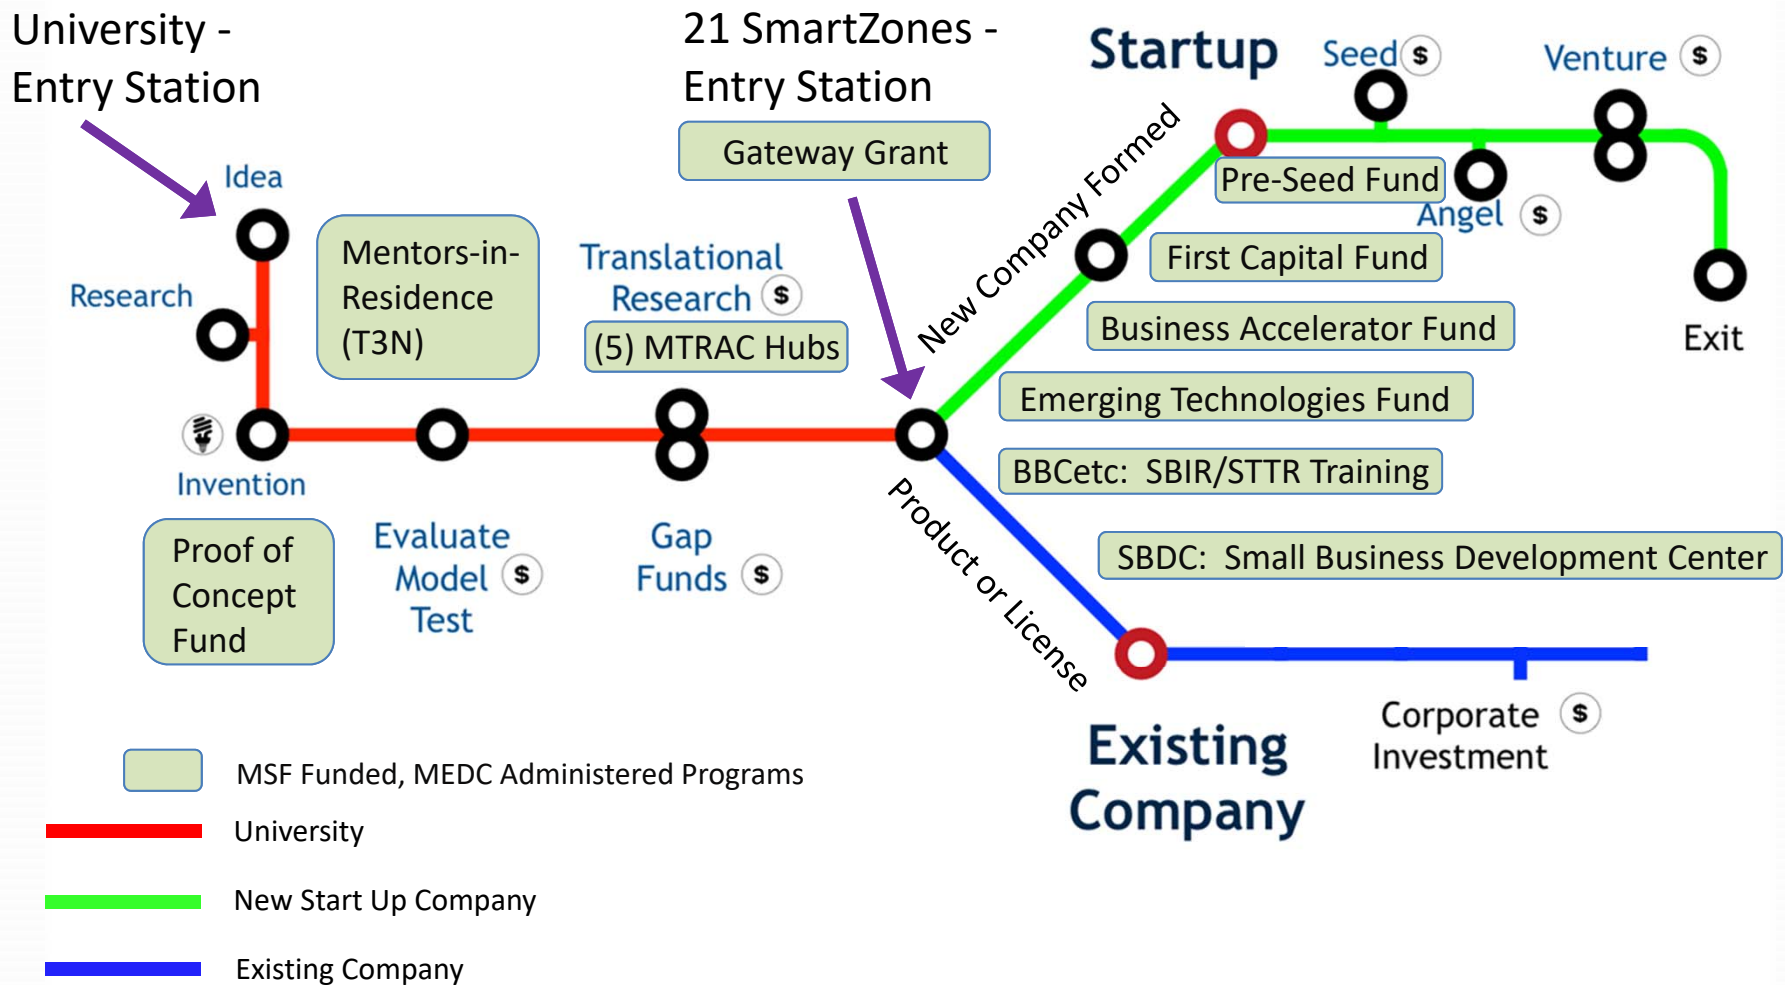 University -
Entry Station
21 SmartZones -
Entry Station
Gateway Grant
Startup
Seed $
Venture $
Idea
Research
Mentors-in-
Residence
(T3N)
Translational
Research $
(5) MTRAC Hubs
New Company Formed
Pre-Seed Fund
Angel $
First Capital Fund
Business Accelerator Fund
Exit
Emerging Technologies Fund
BBCetc: SBIR/STTR Training
Invention
Proof of
Concept
Fund
Evaluate
Model $
Test
Gap
Funds $
Product or License
SBDC: Small Business Development Center
Existing
Company
Corporate $
Investment
MSF Funded, MEDC Administered Programs
University
New Start Up Company
Existing Company